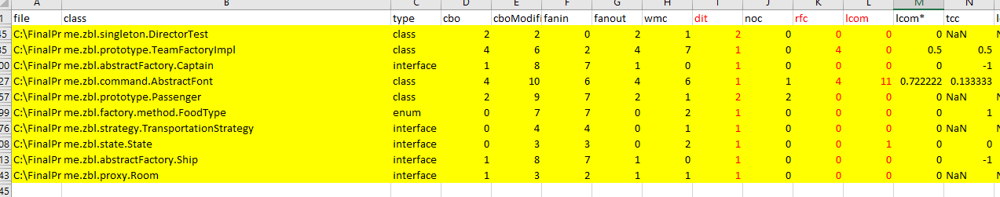 A B C D E F G H I J K L M N
1 file class type cbo cboModifi fanin fanout wmc dit noc rfc lcom lcom* tcc
45 C:\FinalPr me.zbl.singleton.DirectorTest class 2 2 0 2 1 2 0 0 0 0 NaN
35 C:\FinalPr me.zbl.prototype.TeamFactoryImpl class 4 6 2 4 7 1 0 4 0 0.5 0.5
00 C:\FinalPr me.zbl.abstractFactory.Captain interface 1 8 7 1 0 1 0 0 0 0 -1
27 C:\FinalPr me.zbl.command.AbstractFont class 4 10 6 4 6 1 1 4 11 0.722222 0.133333
57 C:\FinalPr me.zbl.prototype.Passenger class 2 9 7 2 1 2 2 0 0 0 NaN
99 C:\FinalPr me.zbl.factory.method.FoodType enum 0 7 7 0 2 1 0 0 0 0 1
76 C:\FinalPr me.zbl.strategy.TransportationStrategy interface 0 4 4 0 1 1 0 0 0 0 NaN
08 C:\FinalPr me.zbl.state.State interface 0 3 3 0 2 1 0 0 1 0 0
13 C:\FinalPr me.zbl.abstractFactory.Ship interface 1 8 7 1 0 1 0 0 0 0 -1
43 C:\FinalPr me.zbl.proxy.Room interface 1 3 2 1 1 1 0 0 0 0 NaN
45